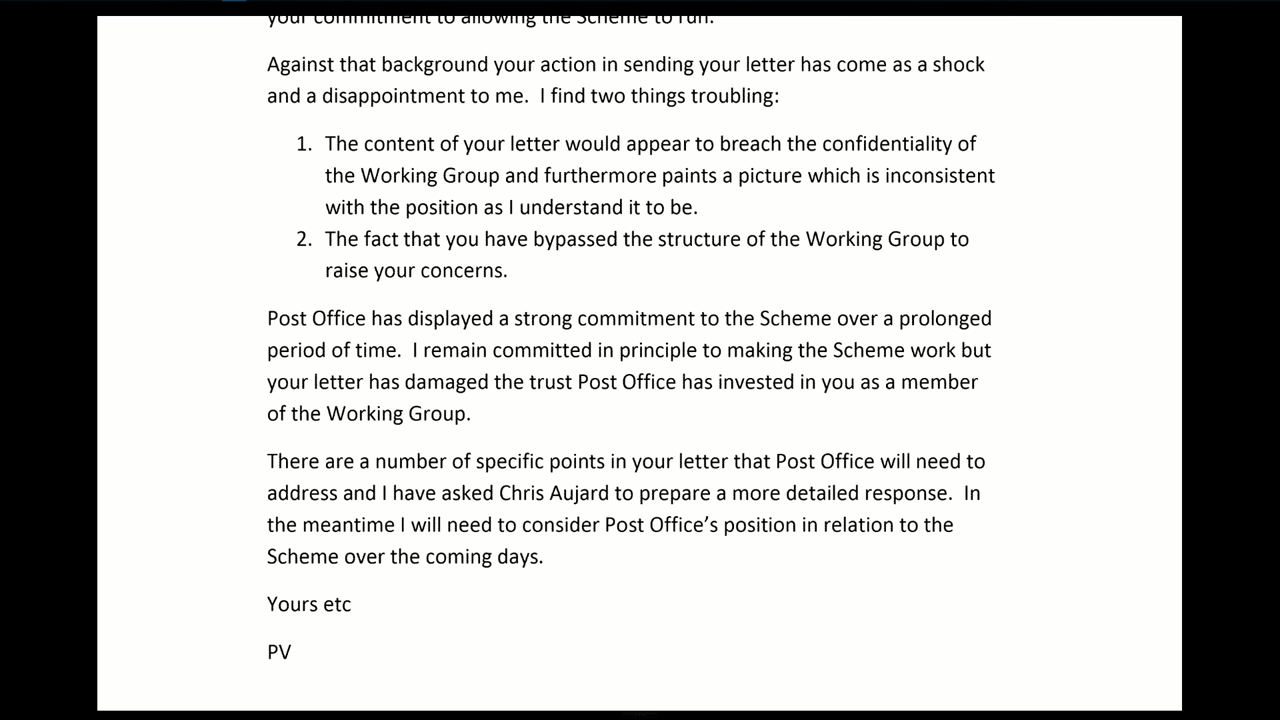 your commitment to allowing the Scheme to run.
Against that background your action in sending your letter has come as a shock
and a disappointment to me.  I find two things troubling:
1. The content of your letter would appear to breach the confidentiality of
the Working Group and furthermore paints a picture which is inconsistent
with the position as I understand it to be.
2. The fact that you have bypassed the structure of the Working Group to
raise your concerns.
Post Office has displayed a strong commitment to the Scheme over a prolonged
period of time.  I remain committed in principle to making the Scheme work but
your letter has damaged the trust Post Office has invested in you as a member
of the Working Group.
There are a number of specific points in your letter that Post Office will need to
address and I have asked Chris Aujard to prepare a more detailed response.  In
the meantime I will need to consider Post Office’s position in relation to the
Scheme over the coming days.
Yours etc
PV